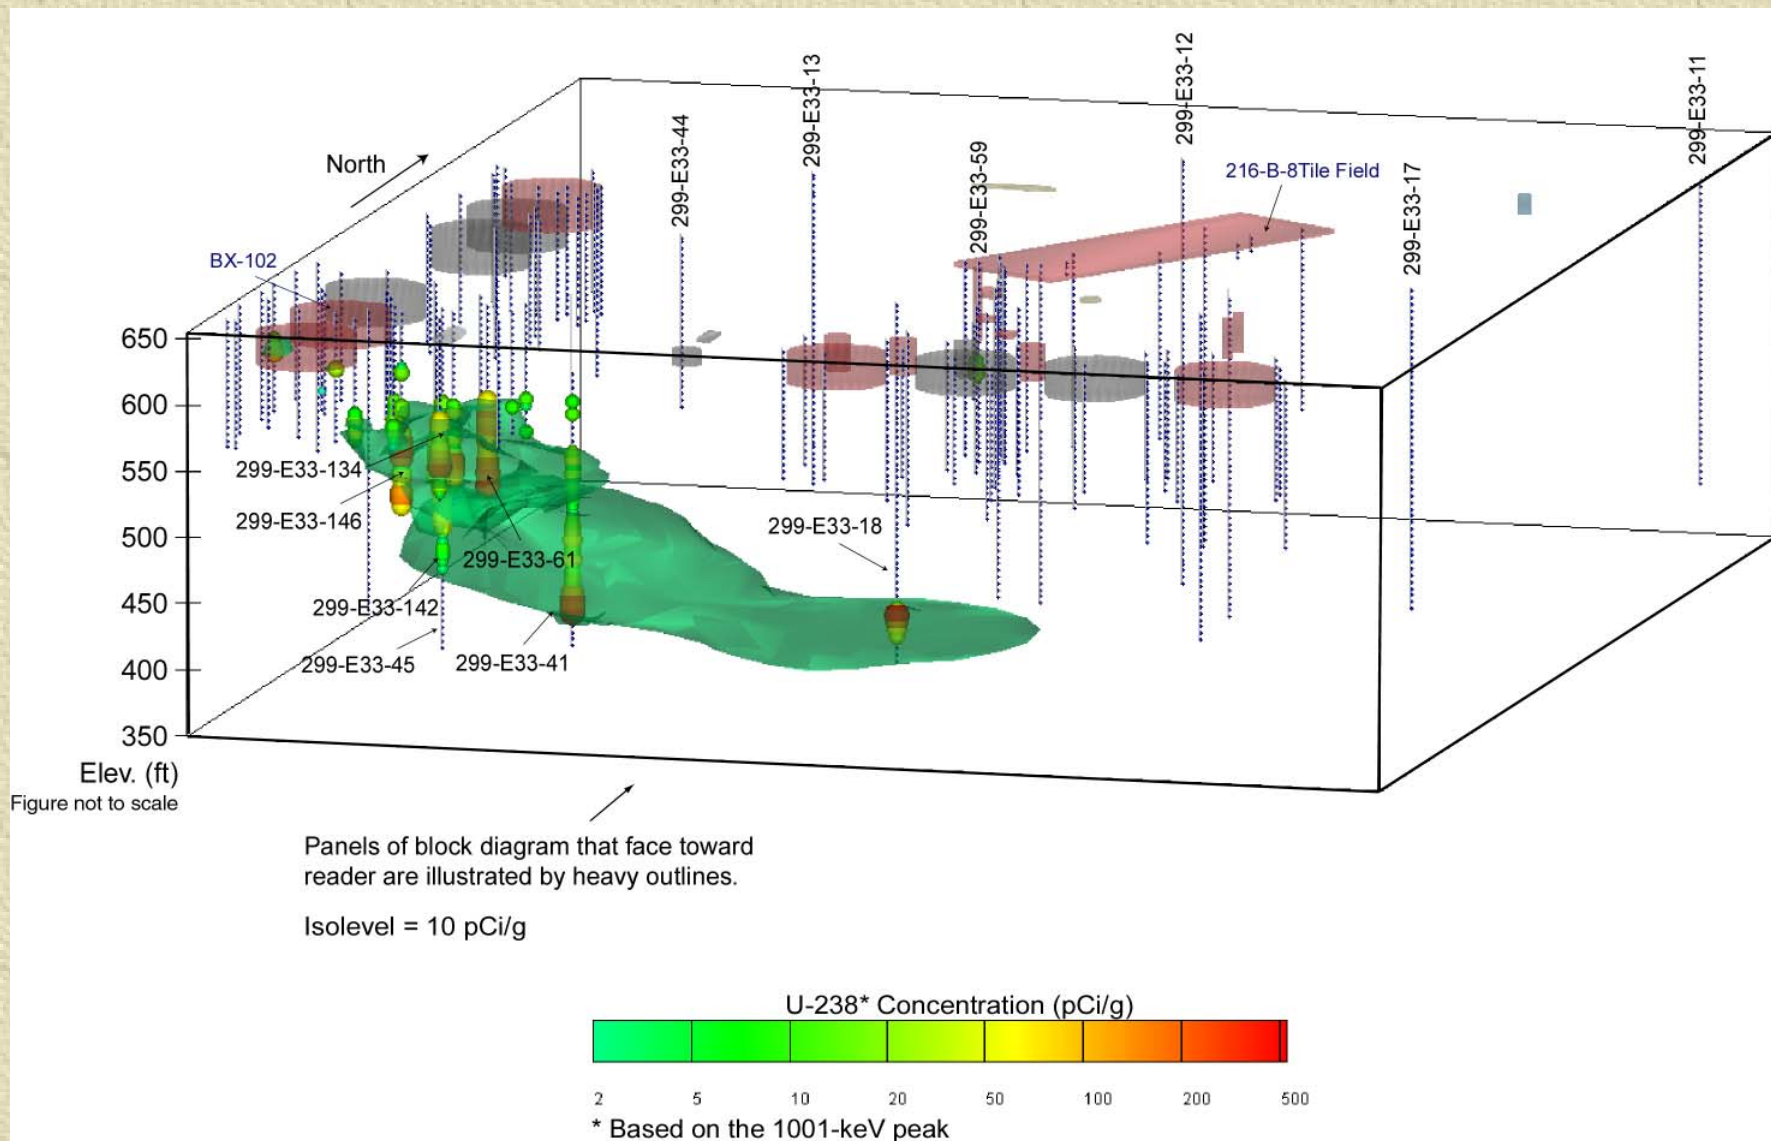 299-E33-12
299-E33-13
299-E33-11
299-E33-44
299-E33-59
North
216-B-8Tile Field
299-E33-17
BX-102
650
600
550
500
450
400
350
Elev. (ft)
Figure not to scale
299-E33-134
299-E33-146
299-E33-61
299-E33-18
299-E33-142
299-E33-45
299-E33-41
Panels of block diagram that face toward
reader are illustrated by heavy outlines.
Isolevel = 10 pCi/g
U-238* Concentration (pCi/g)
2 5 10 20 50 100 200 500
* Based on the 1001-keV peak